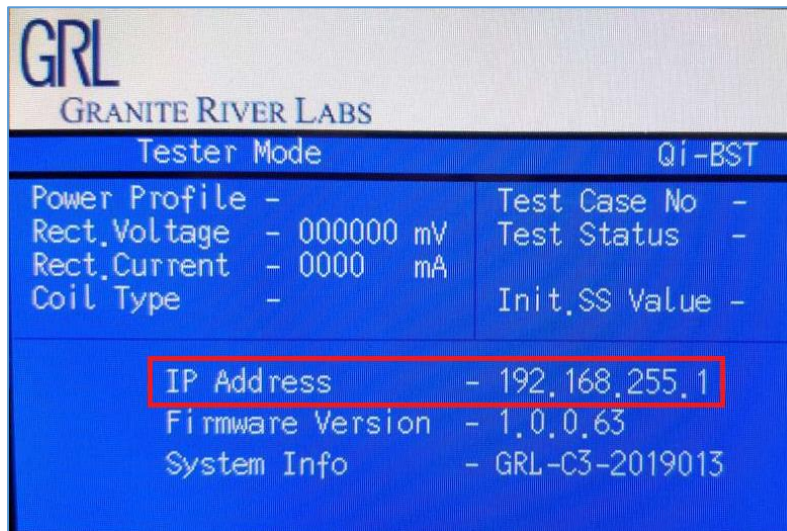 GRL
GRANITE RIVER LABS
Tester Mode Qi-BST
Power Profile - Test Case No -
Rect.Voltage - 000000 mV Test Status -
Rect.Current - 0000 mA
Coil Type - Init.SS Value -
IP Address - 192.168.255.1
Firmware Version - 1.0.0.63
System Info - GRL-C3-2019013